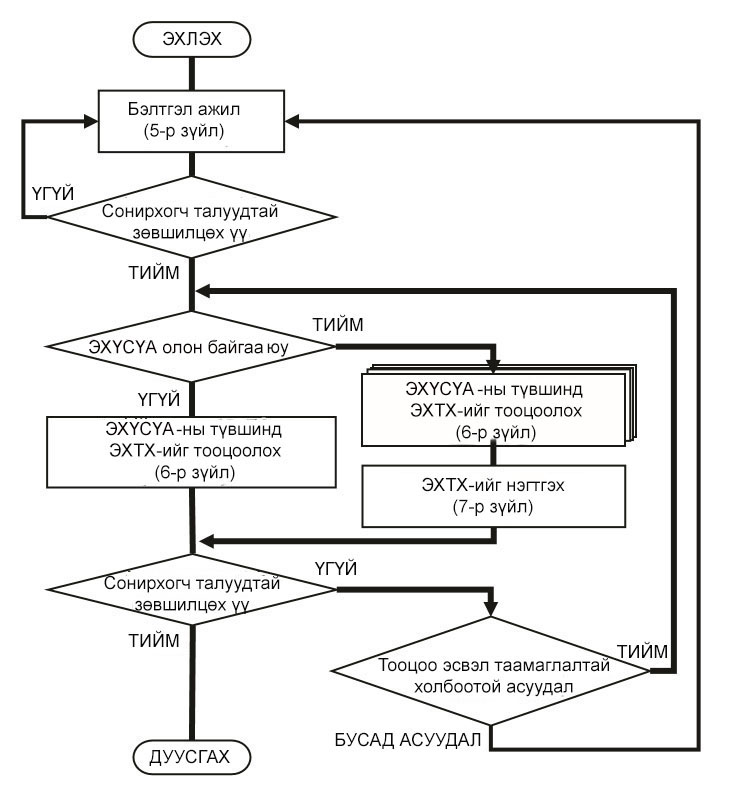 ЭХЛЭХ
Бэлтгэл ажил
(5-р зүйл)
ҮГҮЙ
Сонирхогч талуудтай
зөвшилцөх үү
ТИЙМ
ЭХҮСҮА олон байгаа юу
ТИЙМ
ҮГҮЙ
ЭХҮСҮА-ны түвшинд
ЭХТХ-ийг тооцоолох
(6-р зүйл)
ЭХҮСҮА-ны түвшинд
ЭХТХ-ийг тооцоолох
(6-р зүйл)
ЭХТХ-ийг нэгтгэх
(7-р зүйл)
Сонирхогч талуудтай
зөвшилцөх үү
ҮГҮЙ
ТИЙМ
Тооцоо эсвэл таамаглалтай
холбоотой асуудал
ТИЙМ
БУСАД АСУУДАЛ
ДУУСГАХ